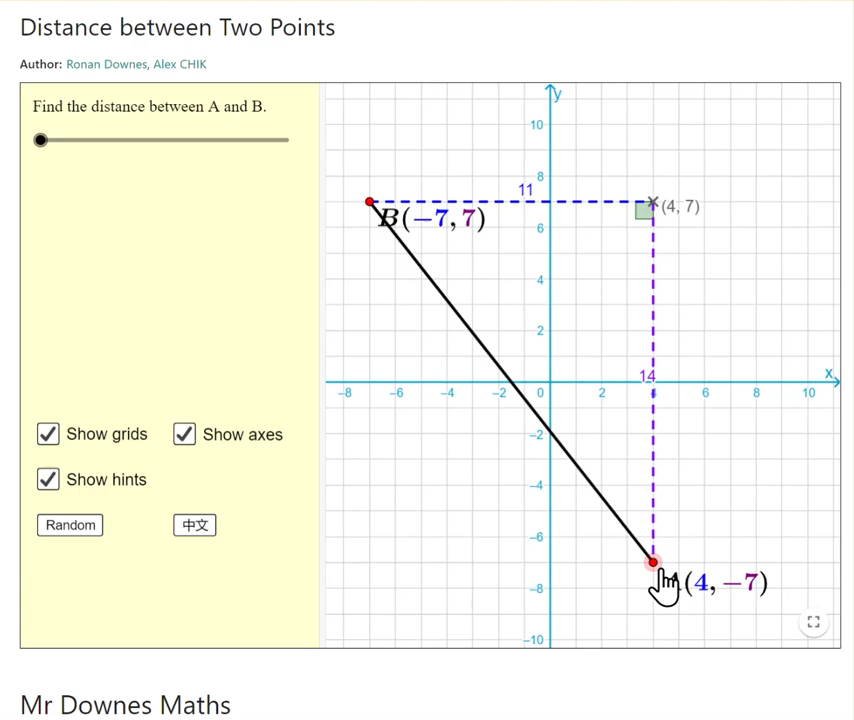 Distance between Two Points
Author: Ronan Downes, Alex CHIK
Find the distance between A and B.
y
10
8
11
B(−7, 7)
(4, 7)
6
4
2
14
x
−8 −6 −4 −2 0 2 4 6 8 10
−2
Show grids Show axes
−4
Show hints
Random 中文
−6
(4, −7)
−8
−10
Mr Downes Maths